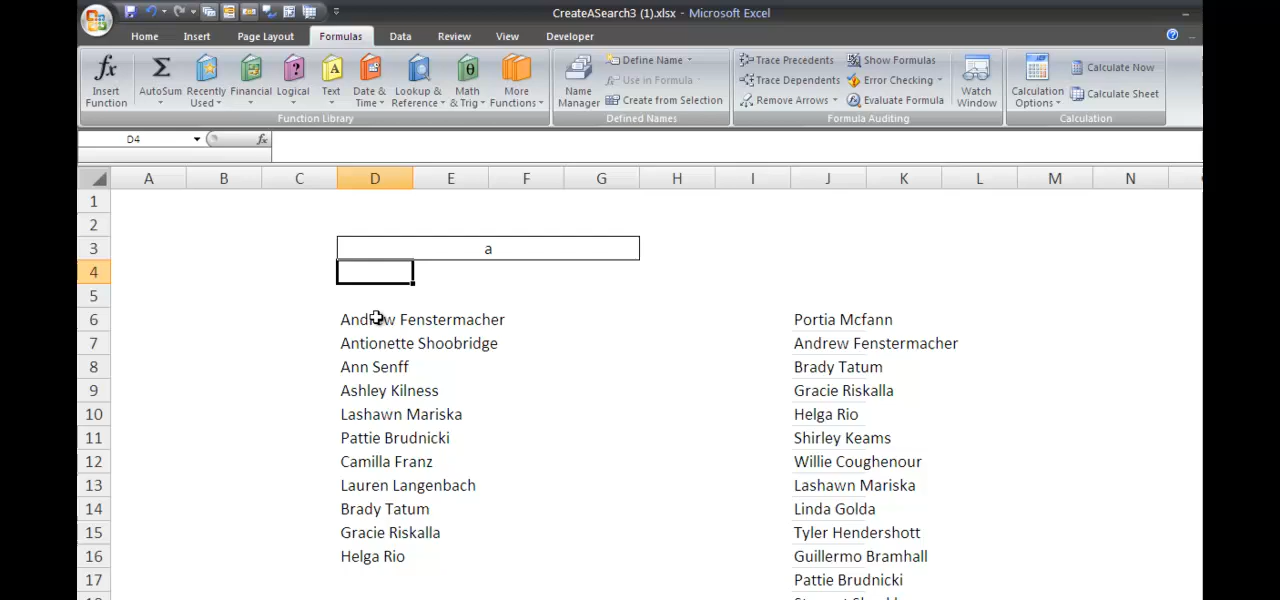 CreateASearch3 (1).xlsx - Microsoft Excel
Home Insert Page Layout Formulas Data Review View Developer
fx Insert Function
Σ AutoSum
Recently Used
Financial
Logical
Text
Date & Time
Lookup & Reference
Math & Trig
More Functions
Function Library
Name Manager
Define Name
Use in Formula
Create from Selection
Defined Names
Trace Precedents
Trace Dependents
Remove Arrows
Show Formulas
Error Checking
Evaluate Formula
Watch Window
Formula Auditing
Calculation Options
Calculate Now
Calculate Sheet
Calculation
D4 fx
A B C D E F G H I J K L M N
1
2
3 a
4
5
6 Andrew Fenstermacher Portia Mcfann
7 Antionette Shoobridge Andrew Fenstermacher
8 Ann Senff Brady Tatum
9 Ashley Kilness Gracie Riskalla
10 Lashawn Mariska Helga Rio
11 Pattie Brudnicki Shirley Keams
12 Camilla Franz Willie Coughenour
13 Lauren Langenbach Lashawn Mariska
14 Brady Tatum Linda Golda
15 Gracie Riskalla Tyler Hendershott
16 Helga Rio Guillermo Bramhall
17 Pattie Brudnicki